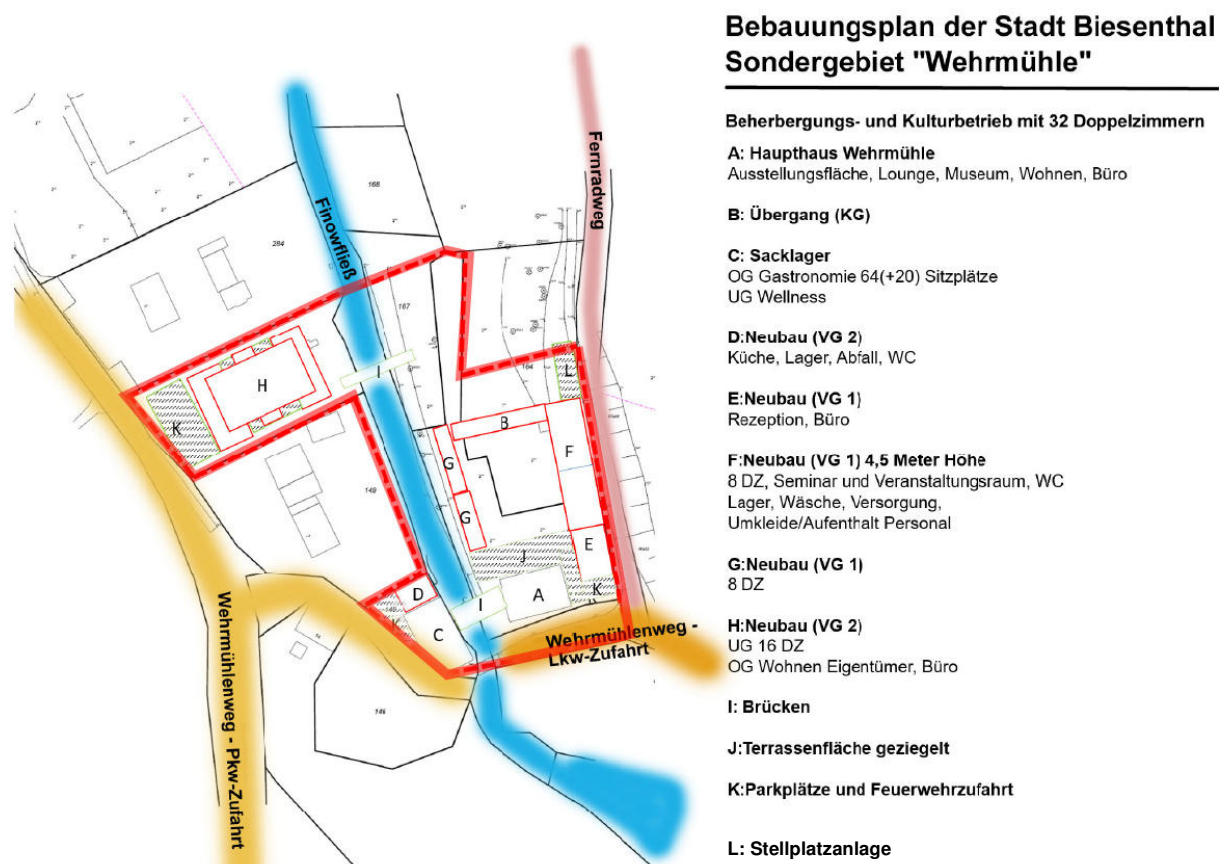 Bebauungsplan der Stadt Biesenthal
Sondergebiet "Wehrmühle"
Beherbergungs- und Kulturbetrieb mit 32 Doppelzimmern
A: Haupthaus Wehrmühle
Ausstellungsfläche, Lounge, Museum, Wohnen, Büro
B: Übergang (KG)
C: Sacklager
OG Gastronomie 64(+20) Sitzplätze
UG Wellness
D:Neubau (VG 2)
Küche, Lager, Abfall, WC
E:Neubau (VG 1)
Rezeption, Büro
F:Neubau (VG 1) 4,5 Meter Höhe
8 DZ, Seminar und Veranstaltungsraum, WC
Lager, Wäsche, Versorgung,
Umkleide/Aufenthalt Personal
G:Neubau (VG 1)
8 DZ
H:Neubau (VG 2)
UG 16 DZ
OG Wohnen Eigentümer, Büro
I: Brücken
J:Terrassenfläche geziegelt
K:Parkplätze und Feuerwehrzufahrt
L: Stellplatzanlage
Fernradweg
Finowfließ
168
284
167
164
H
I
L
K
B
F
G
149
G
J
E
D
I
A
K
K
C
Wehrmühlenweg -
Lkw-Zufahrt
Wehrmühlenweg - Pkw-Zufahrt
146